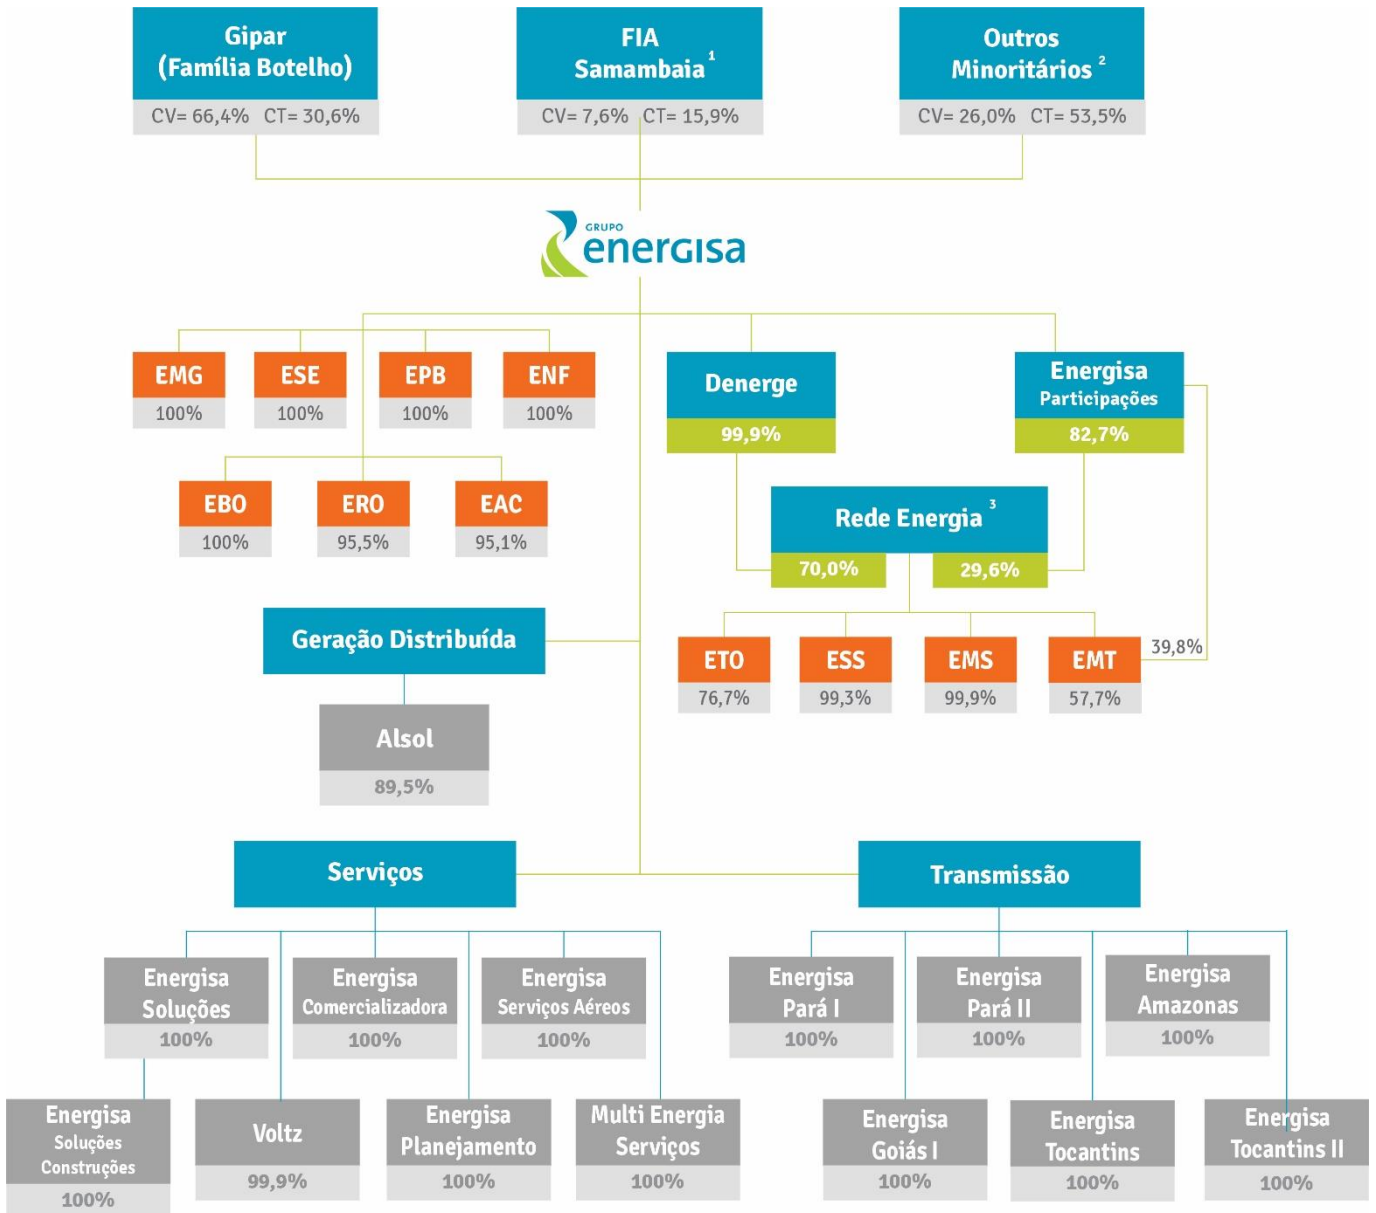 Gipar
(Família Botelho)
CV= 66,4% CT= 30,6%
FIA
Samambaia 1
CV= 7,6% CT= 15,9%
Outros
Minoritários 2
CV= 26,0% CT= 53,5%
GRUPO
energisa
EMG
100%
ESE
100%
EPB
100%
ENF
100%
Denerge
99,9%
Energisa
Participações
82,7%
EBO
100%
ERO
95,5%
EAC
95,1%
Rede Energia 3
70,0%
29,6%
Geração Distribuída
ETO
76,7%
ESS
99,3%
EMS
99,9%
EMT
57,7%
39,8%
Alsol
89,5%
Serviços
Transmissão
Energisa
Soluções
100%
Energisa
Comercializadora
100%
Energisa
Serviços Aéreos
100%
Energisa
Pará I
100%
Energisa
Pará II
100%
Energisa
Amazonas
100%
Energisa
Soluções
Construções
100%
Voltz
99,9%
Energisa
Planejamento
100%
Multi Energia
Serviços
100%
Energisa
Goiás I
100%
Energisa
Tocantins
100%
Energisa
Tocantins II
100%